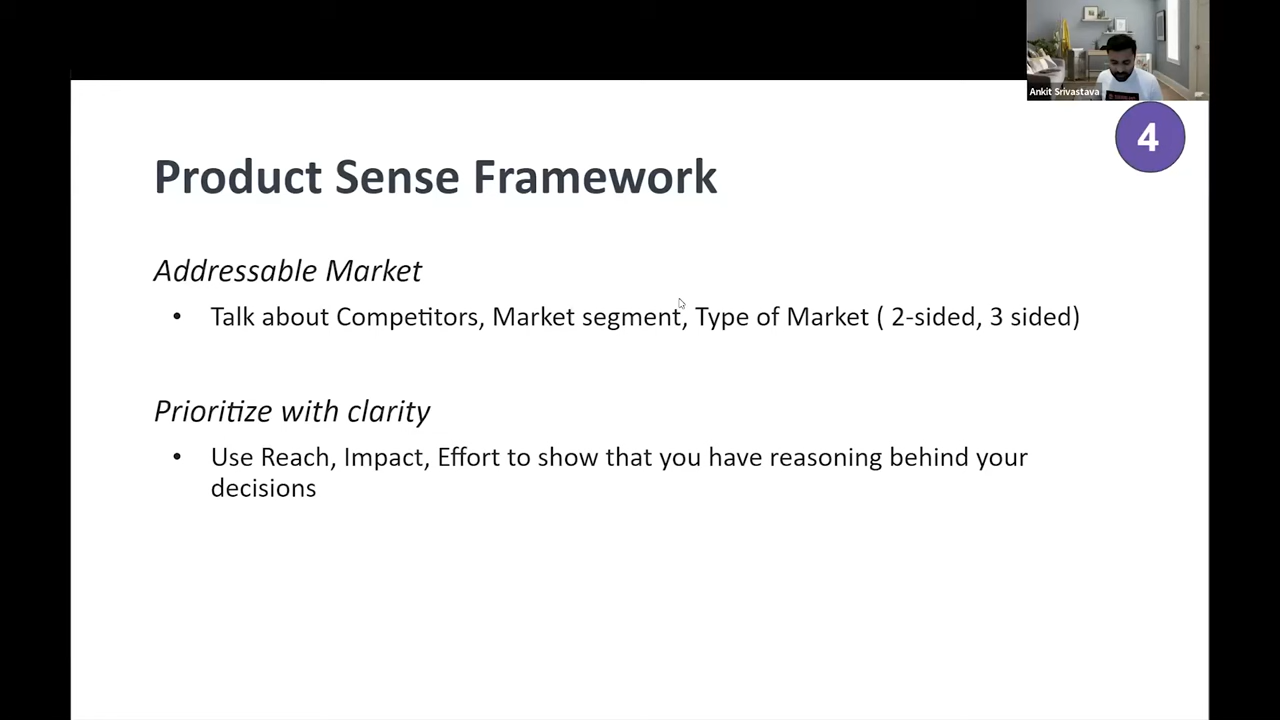 Ankit Srivastava
4
Product Sense Framework
Addressable Market
• Talk about Competitors, Market segment, Type of Market ( 2-sided, 3 sided)
Prioritize with clarity
• Use Reach, Impact, Effort to show that you have reasoning behind your
decisions